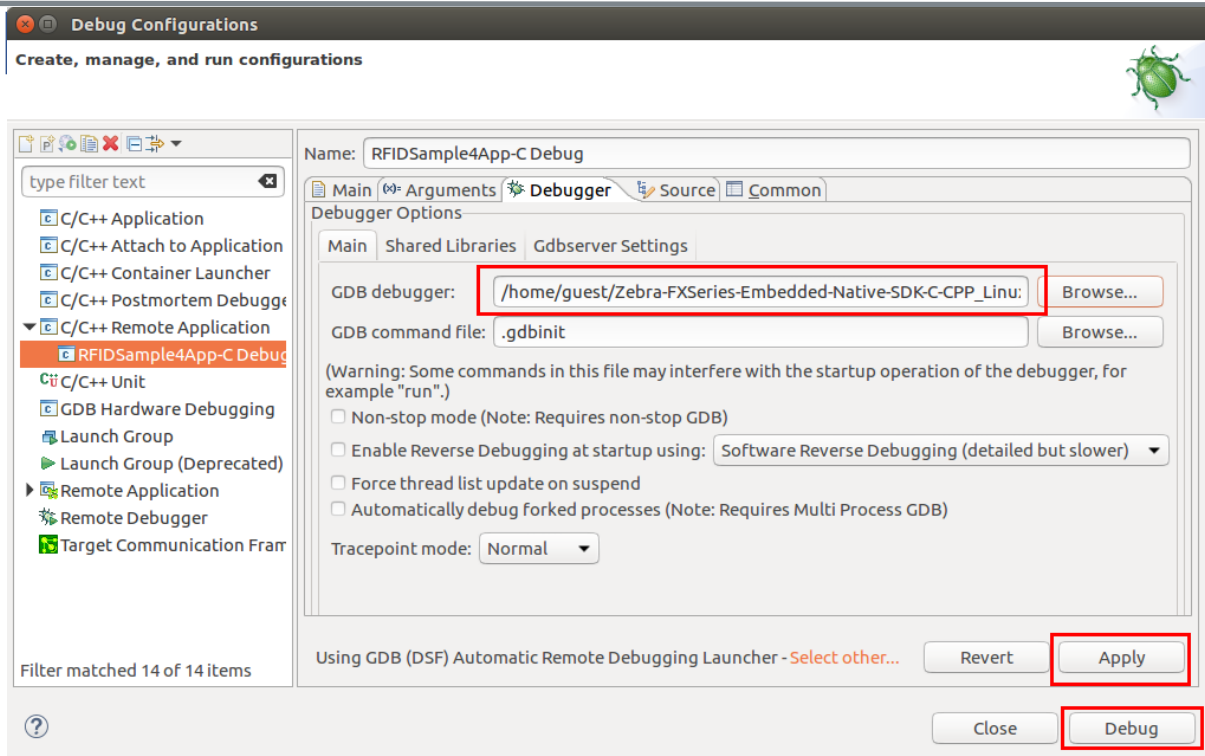 Debug Configurations
Create, manage, and run configurations
type filter text
C/C++ Application
C/C++ Attach to Application
C/C++ Container Launcher
C/C++ Postmortem Debugge
C/C++ Remote Application
RFIDSample4App-C Debug
C/C++ Unit
GDB Hardware Debugging
Launch Group
Launch Group (Deprecated)
Remote Application
Remote Debugger
Target Communication Fram
Filter matched 14 of 14 items
Name: RFIDSample4App-C Debug
Main Arguments Debugger Source Common
Debugger Options
Main Shared Libraries Gdbserver Settings
GDB debugger: /home/guest/Zebra-FXSeries-Embedded-Native-SDK-C-CPP_Linu Browse...
GDB command file: .gdbinit Browse...
(Warning: Some commands in this file may interfere with the startup operation of the debugger, for
example "run".)
Non-stop mode (Note: Requires non-stop GDB)
Enable Reverse Debugging at startup using: Software Reverse Debugging (detailed but slower)
Force thread list update on suspend
Automatically debug forked processes (Note: Requires Multi Process GDB)
Tracepoint mode: Normal
Using GDB (DSF) Automatic Remote Debugging Launcher - Select other... Revert Apply
Close Debug